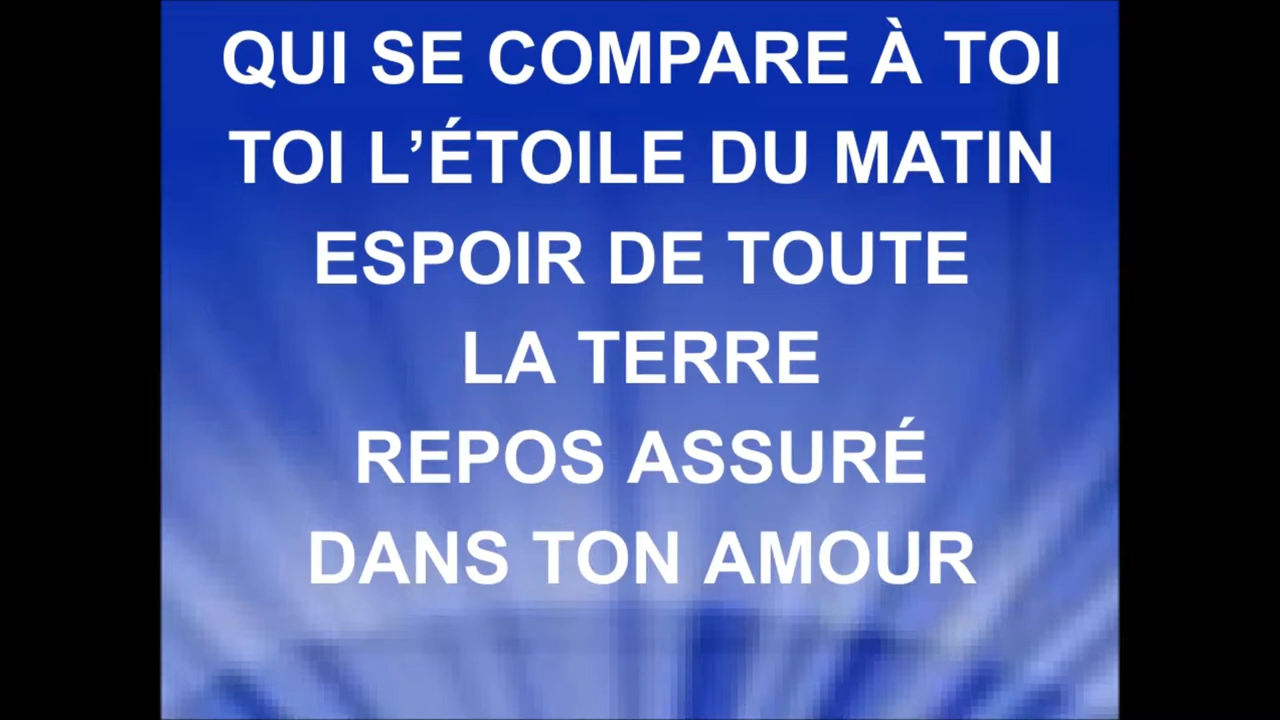 QUI SE COMPARE À TOI
TOI L’ÉTOILE DU MATIN
ESPOIR DE TOUTE
LA TERRE
REPOS ASSURÉ
DANS TON AMOUR